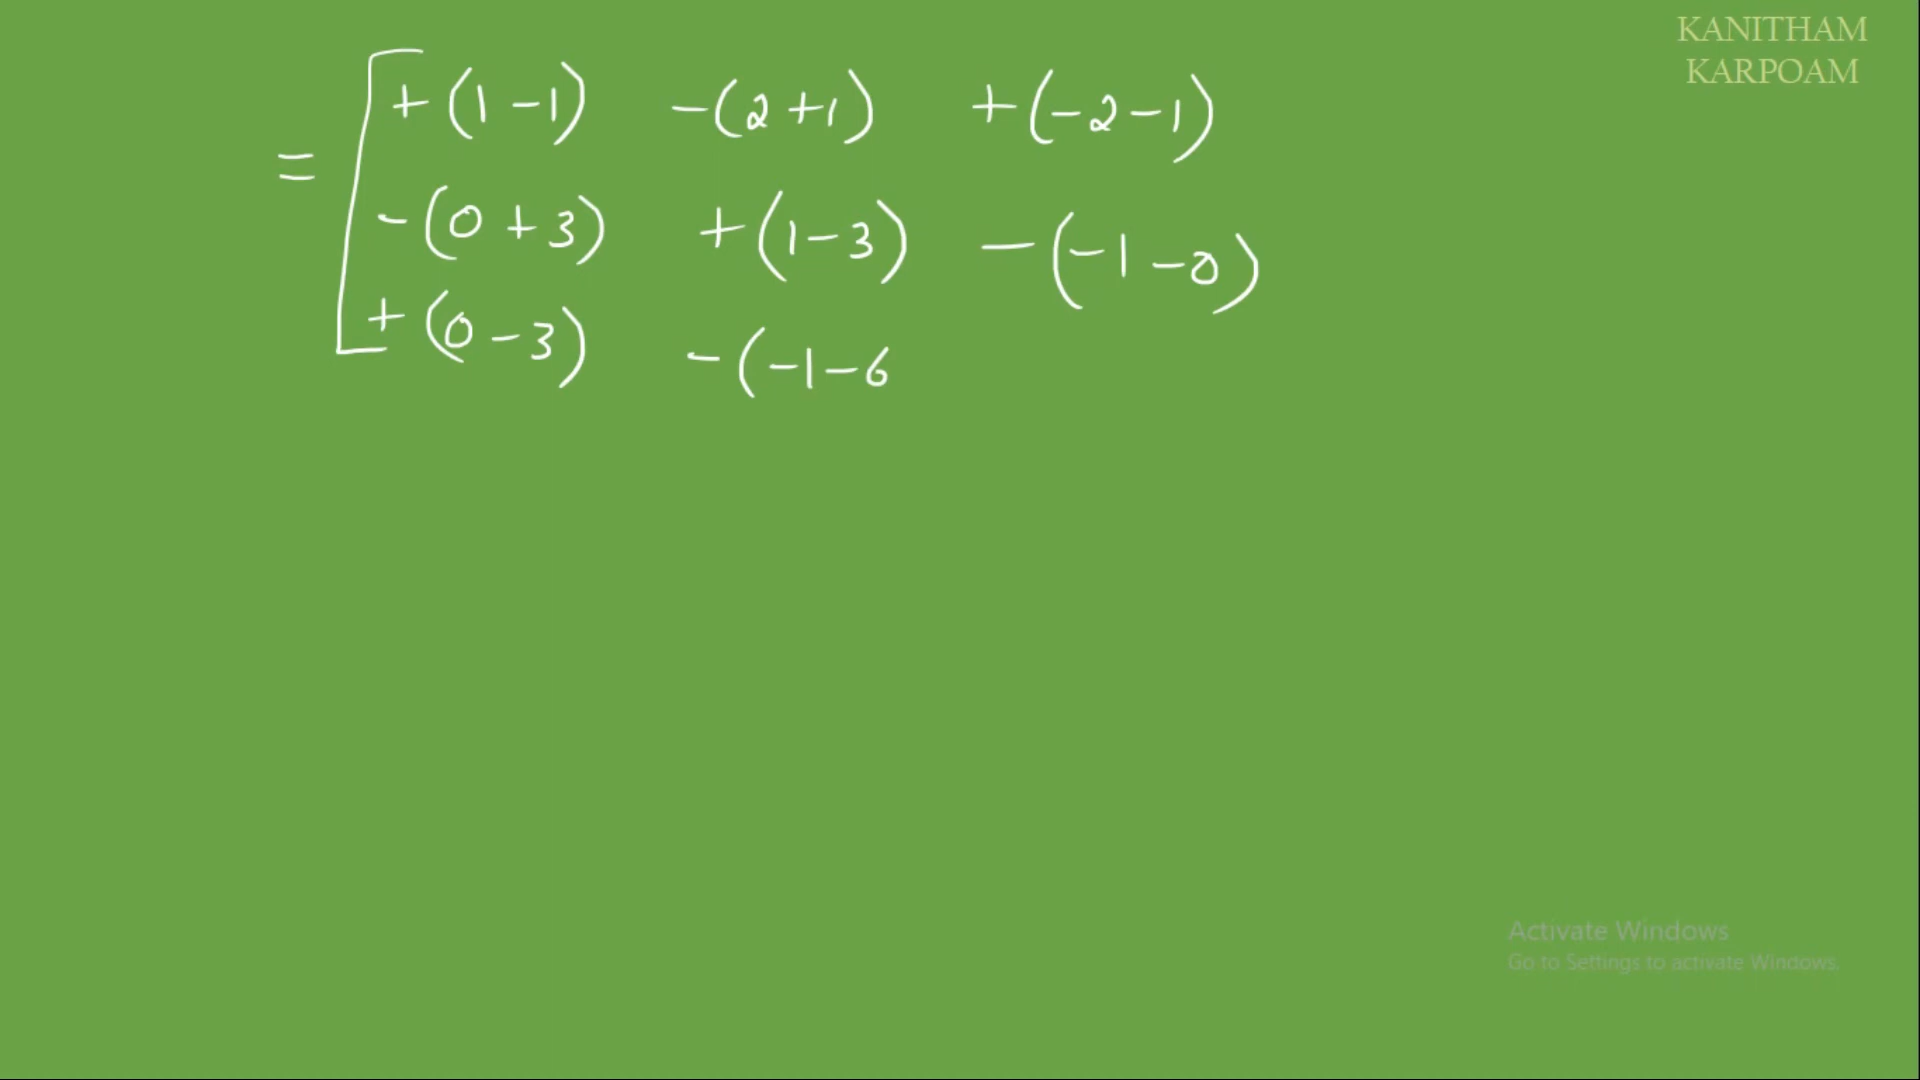 KANITHAM
KARPOAM
= [ +(1-1) -(2+1) +(-2-1)
-(0+3) +(1-3) -(-1-0)
+(0-3) -(-1-6
Activate Windows
Go to Settings to activate Windows.